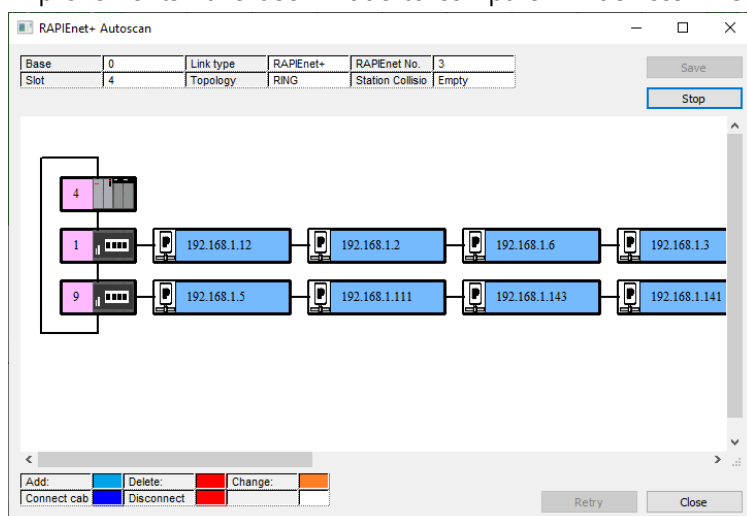 RAPIEnet+ Autoscan
Base 0 Link type RAPIEnet+ RAPIEnet No. 3
Slot 4 Topology RING Station Collisio Empty
Save
Stop
4
1 192.168.1.12 192.168.1.2 192.168.1.6 192.168.1.3
9 192.168.1.5 192.168.1.111 192.168.1.143 192.168.1.141
Add: Delete: Change:
Connect cab Disconnect
Retry Close